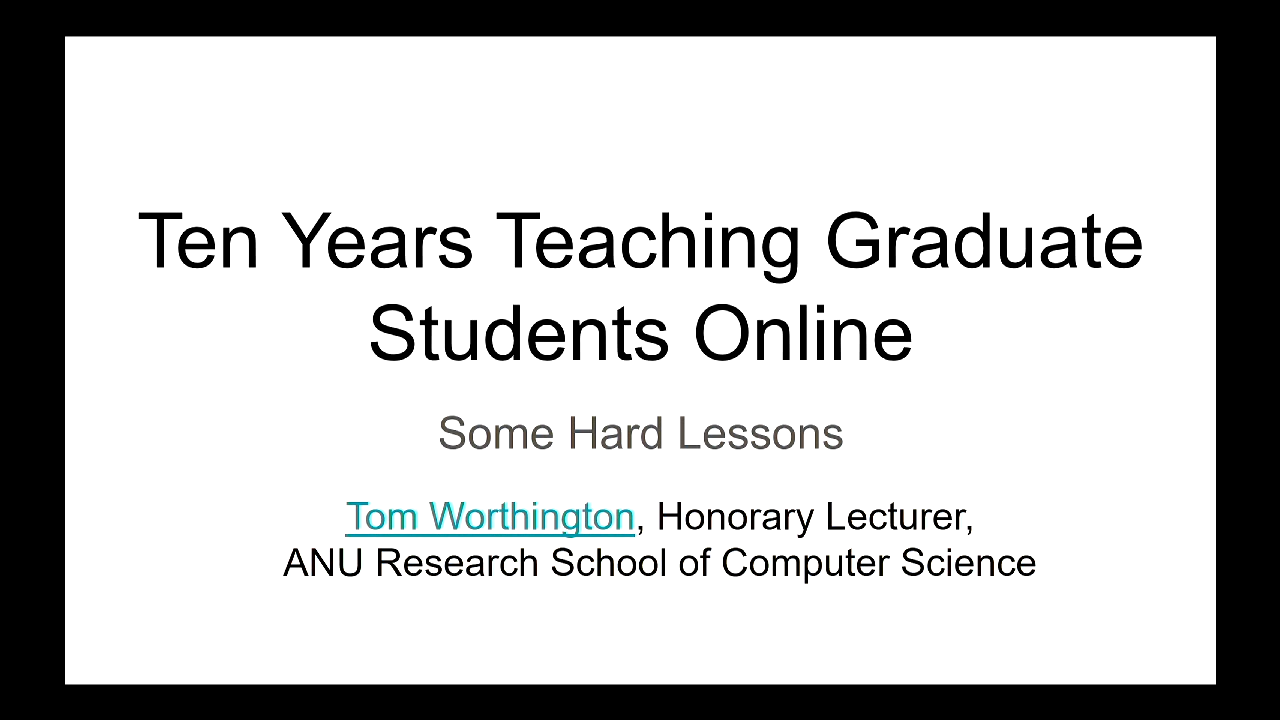 Ten Years Teaching Graduate
Students Online
Some Hard Lessons
Tom Worthington, Honorary Lecturer,
ANU Research School of Computer Science